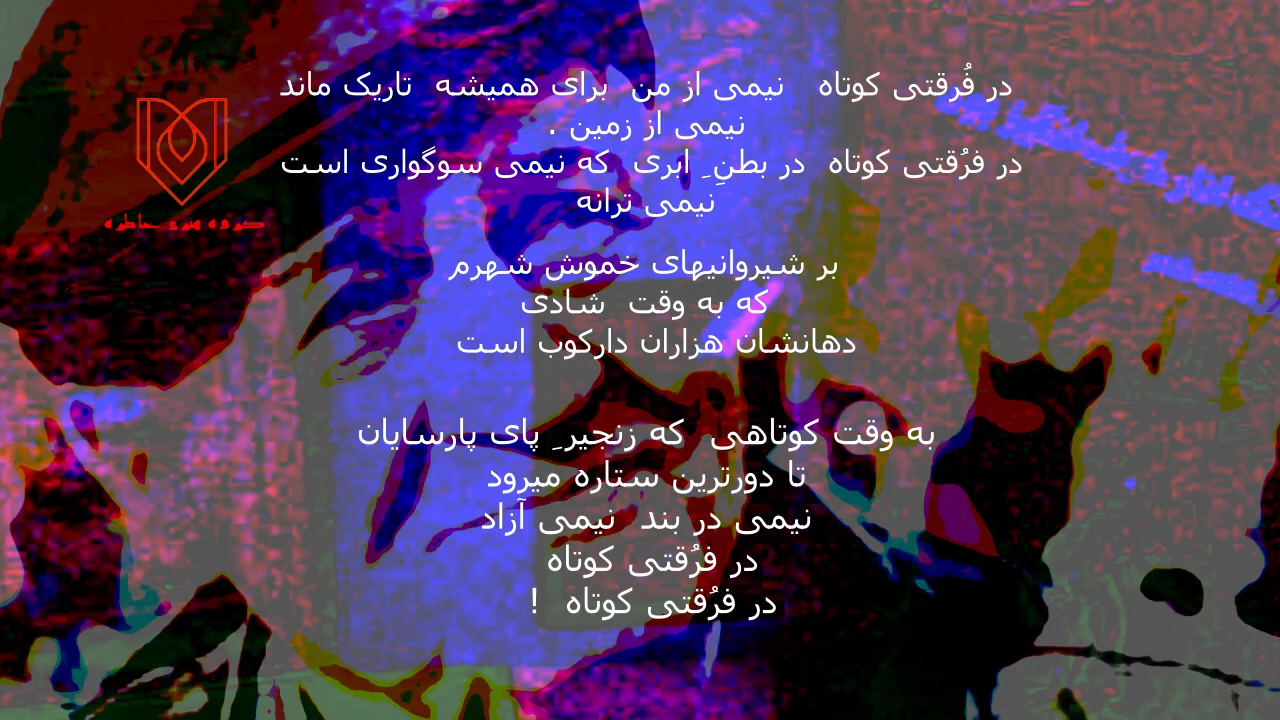 در فُرقتی کوتاه نیمی از من برای همیشه تاریک ماند
نیمی از زمین .
در فرُقتی کوتاه در بطنِ ِ ابری که نیمی سوگواری است
نیمی ترانه
بر شیروانیهای خموش شهرم
که به وقت شادی
دهانشان هزاران دارکوب است
به وقت کوتاهی که زنجیر ِ پای پارسایان
تا دورترین ستاره میرود
نیمی در بند نیمی آزاد
در فرُقتی کوتاه
در فرُقتی کوتاه !
گروه هنری خاطره